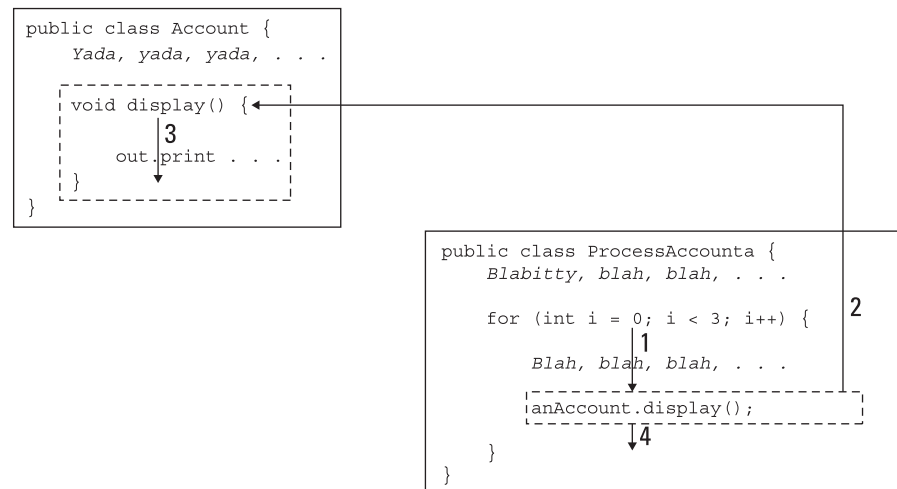 public class Account {
Yada, yada, yada, . . .
void display() {
3
out.print . . .
}
}
public class ProcessAccounta {
Blabitty, blah, blah, . . .
for (int i = 0; i < 3; i++) {
1
2
Blah, blah, blah, . . .
anAccount.display();
4
}
}